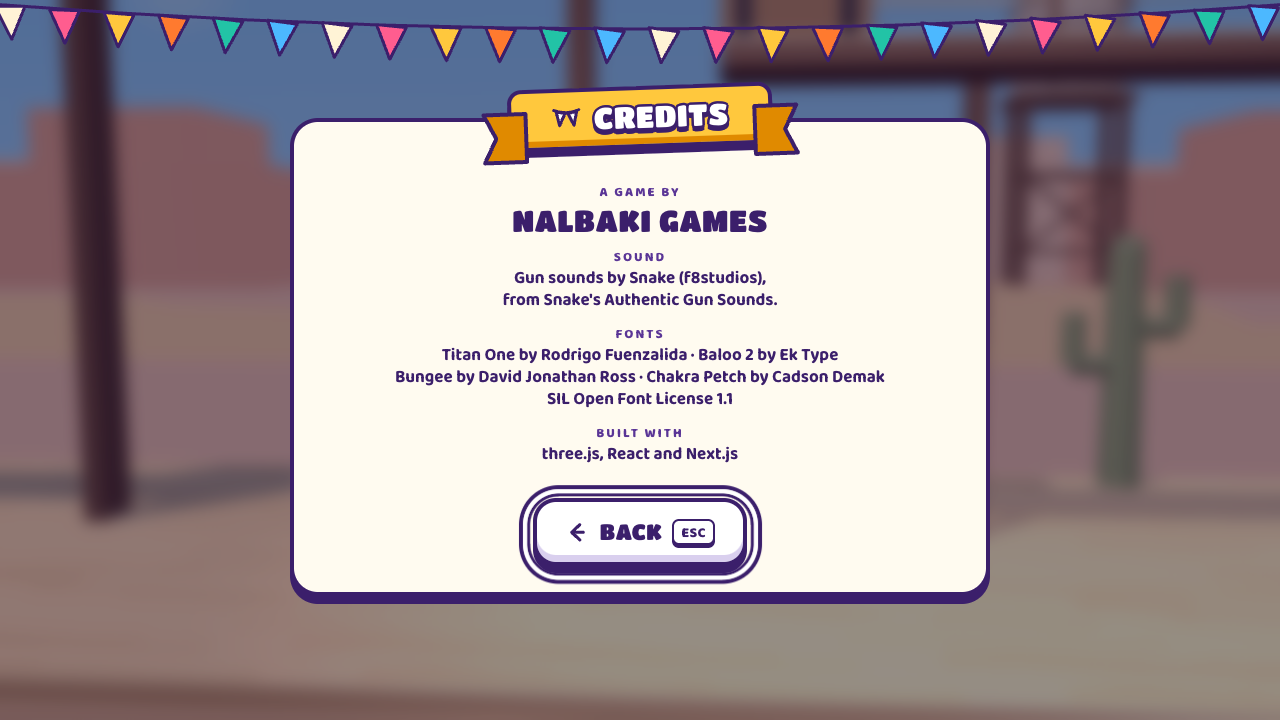 CREDITS
A GAME BY
NALBAKI GAMES
SOUND
Gun sounds by Snake (f8studios),
from Snake's Authentic Gun Sounds.
FONTS
Titan One by Rodrigo Fuenzalida · Baloo 2 by Ek Type
Bungee by David Jonathan Ross · Chakra Petch by Cadson Demak
SIL Open Font License 1.1
BUILT WITH
three.js, React and Next.js
BACK ESC